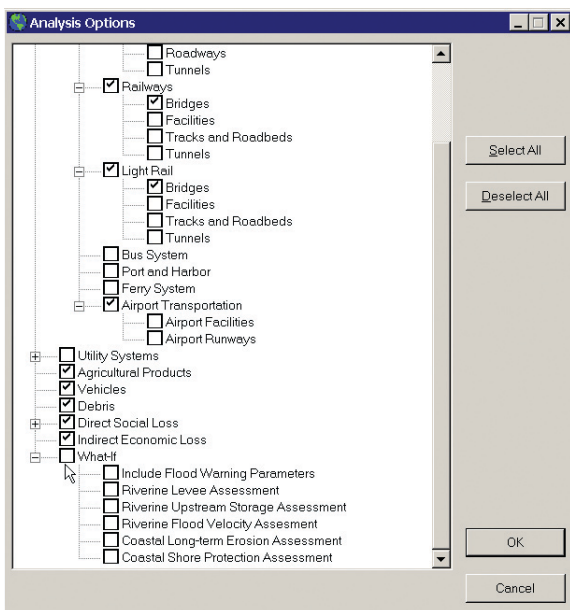 Analysis Options
Roadways
Tunnels
Railways
Bridges
Facilities
Tracks and Roadbeds
Tunnels
Light Rail
Bridges
Facilities
Tracks and Roadbeds
Tunnels
Bus System
Port and Harbor
Ferry System
Airport Transportation
Airport Facilities
Airport Runways
Utility Systems
Agricultural Products
Vehicles
Debris
Direct Social Loss
Indirect Economic Loss
What-If
Include Flood Warning Parameters
Riverine Levee Assessment
Riverine Upstream Storage Assessment
Riverine Flood Velocity Assesment
Coastal Long-term Erosion Assessment
Coastal Shore Protection Assessment
Select All
Deselect All
OK
Cancel